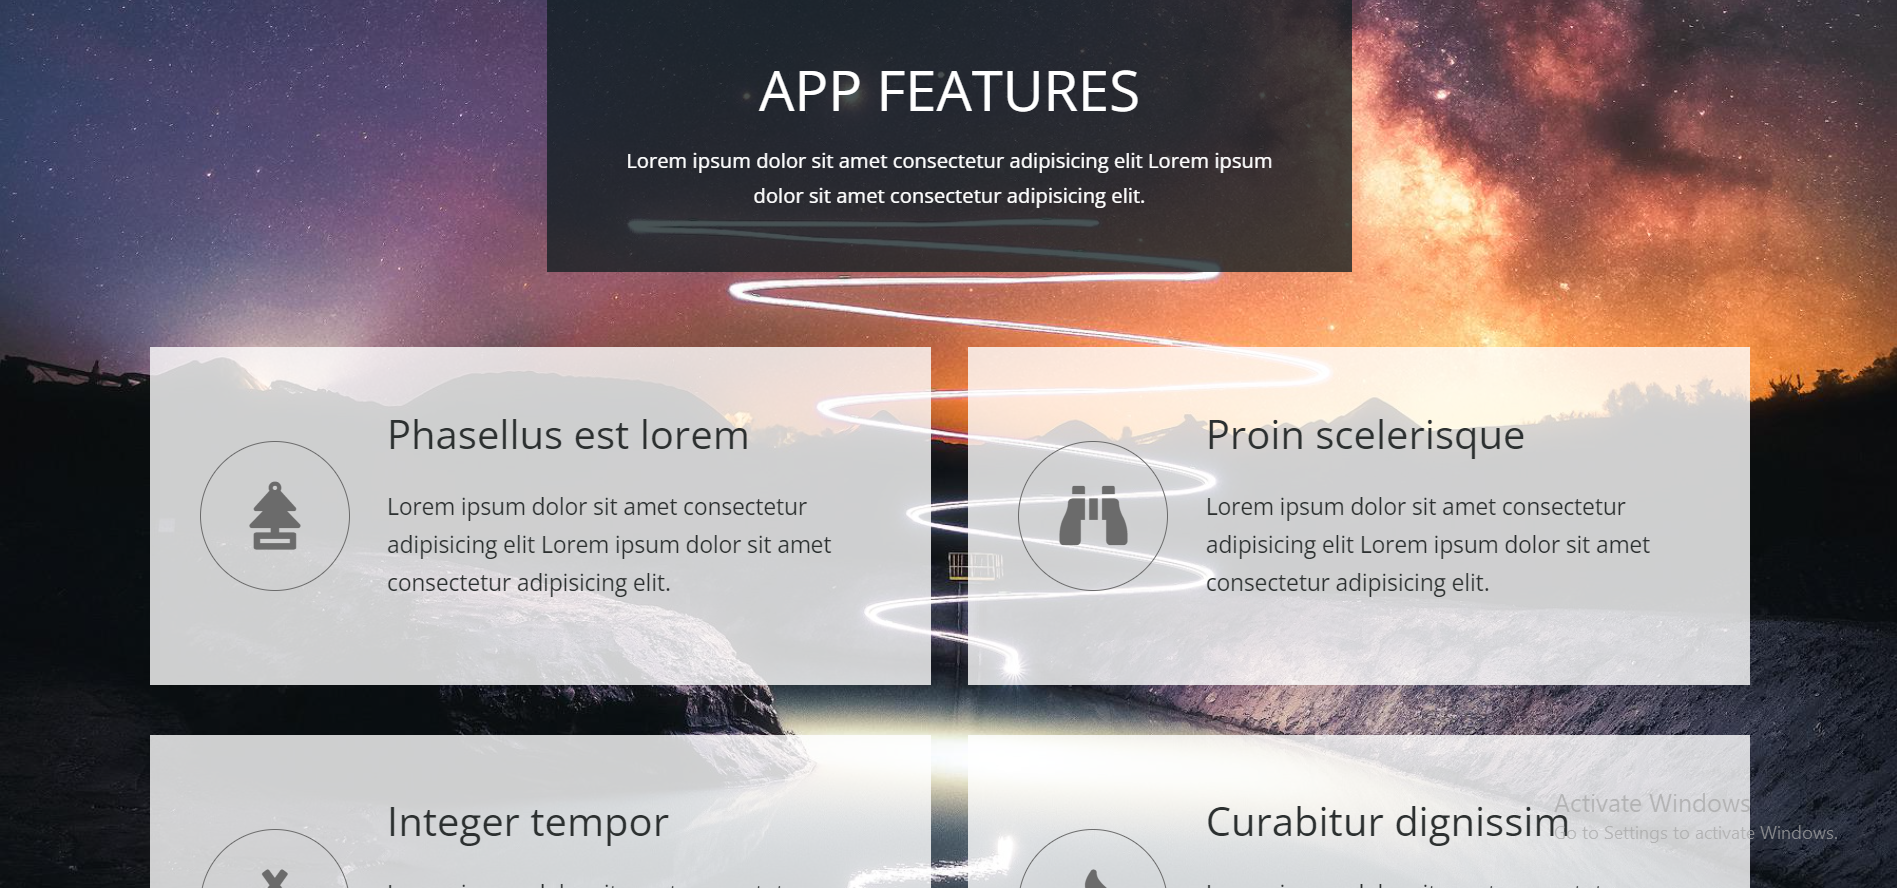 APP FEATURES
Lorem ipsum dolor sit amet consectetur adipisicing elit Lorem ipsum
dolor sit amet consectetur adipisicing elit.
Phasellus est lorem
Lorem ipsum dolor sit amet consectetur
adipisicing elit Lorem ipsum dolor sit amet
consectetur adipisicing elit.
Proin scelerisque
Lorem ipsum dolor sit amet consectetur
adipisicing elit Lorem ipsum dolor sit amet
consectetur adipisicing elit.
Integer tempor
Curabitur dignissim
Activate Windows
Go to Settings to activate Windows.